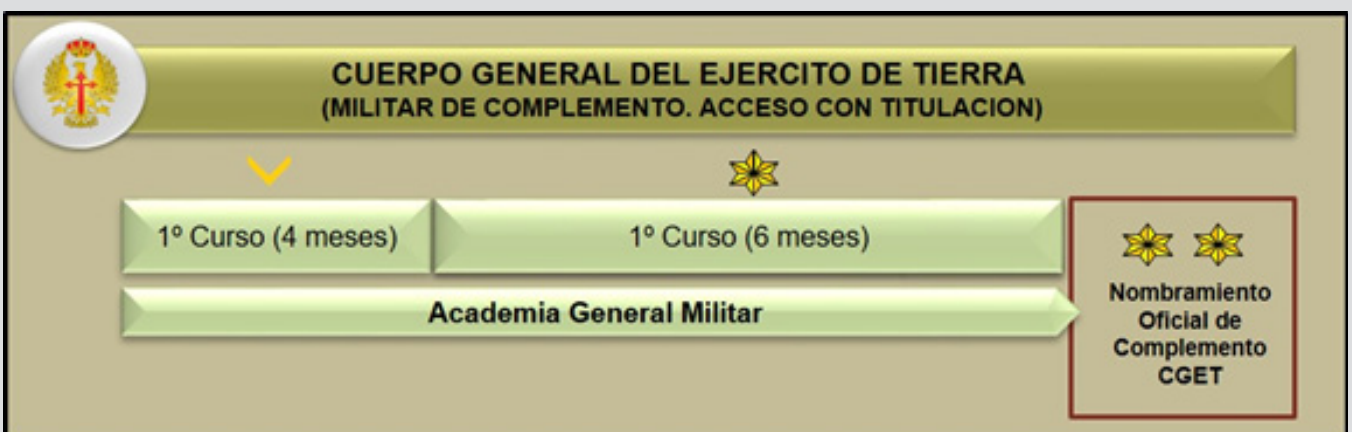 CUERPO GENERAL DEL EJERCITO DE TIERRA
(MILITAR DE COMPLEMENTO. ACCESO CON TITULACION)
1º Curso (4 meses)
1º Curso (6 meses)
Academia General Militar
Nombramiento
Oficial de
Complemento
CGET